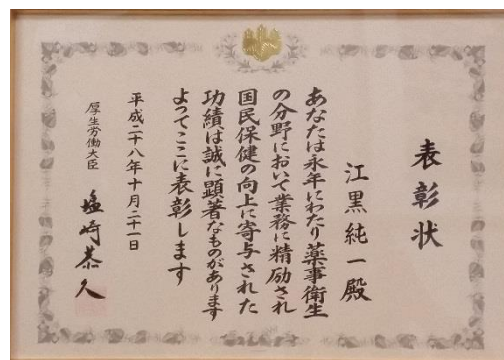 表彰状
江黒純一殿
あなたは永年にわたり薬事衛生
の分野において業務に精励され
国民保健の向上に寄与された
功績は誠に顕著なものがあります
よってここに表彰します
平成二十八年十月二十一日
厚生労働大臣 塩崎恭久